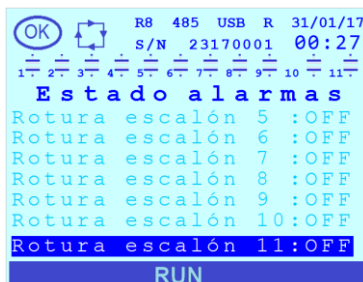 OK R8 485 USB R 31/01/17
S/N 23170001 00:27
1 2 3 4 5 6 7 8 9 10 11
Estado alarmas
Rotura escalón 5 :OFF
Rotura escalón 6 :OFF
Rotura escalón 7 :OFF
Rotura escalón 8 :OFF
Rotura escalón 9 :OFF
Rotura escalón 10:OFF
Rotura escalón 11:OFF
RUN